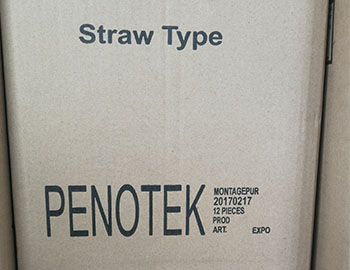 Straw Type
PENOTEK
MONTAGEPUR
20170217
12 PIECES
PROD
ART. EXPO